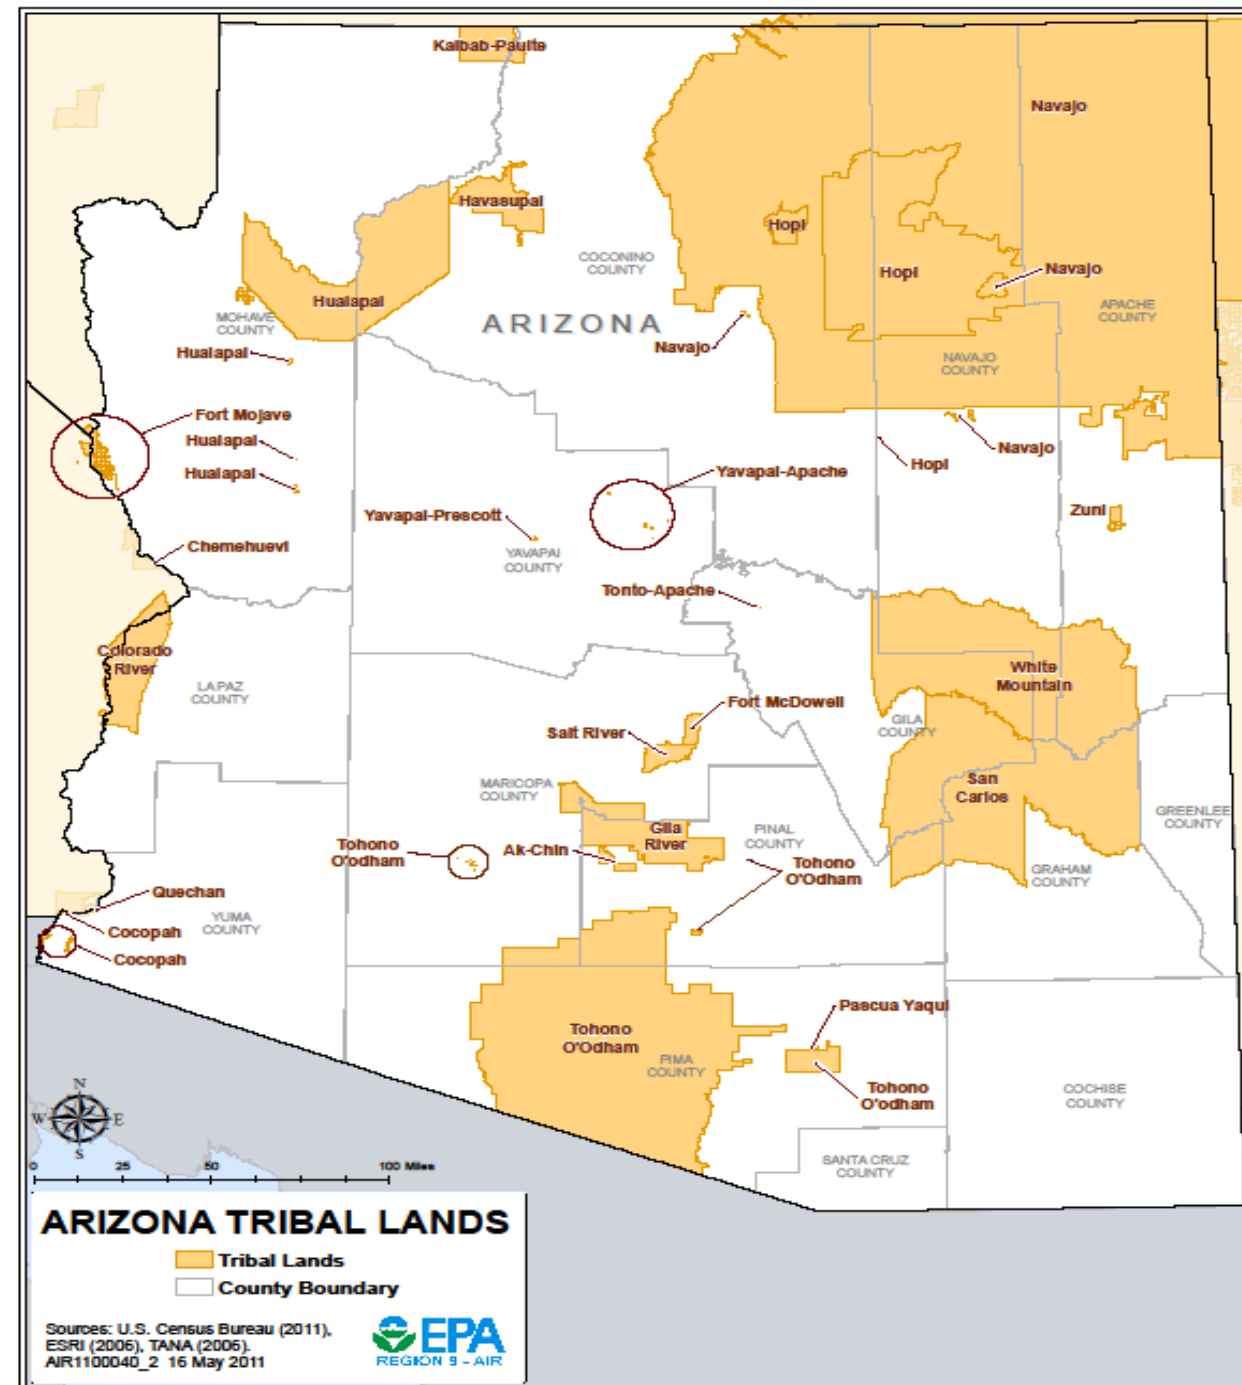 Kaibab-Paiute
Navajo
Havasupai
Hopi
COCONINO
COUNTY
Hopi
Navajo
Hualapai
MOHAVE
COUNTY
ARIZONA
APACHE
COUNTY
Hualapai
Navajo
NAVAJO
COUNTY
Fort Mojave
Hualapai
Navajo
Hualapai
Hopi
Yavapai-Apache
Yavapai-Prescott
Zuni
Chemehuevi
YAVAPAI
COUNTY
Tonto-Apache
Colorado
River
White
Mountain
LA PAZ
COUNTY
Fort McDowell
Salt River
GILA
COUNTY
MARICOPA
COUNTY
San
Carlos
GREENLEE
COUNTY
Tohono
O'odham
Ak-Chin
Gila
River
PINAL
COUNTY
Tohono
O'Odham
GRAHAM
COUNTY
Quechan
Cocopah
YUMA
COUNTY
Cocopah
Pascua Yaqui
Tohono
O'Odham
PIMA
COUNTY
Tohono
O'odham
COCHISE
COUNTY
SANTA CRUZ
COUNTY
N
W E
S
0 25 50 100 Miles
ARIZONA TRIBAL LANDS
Tribal Lands
County Boundary
Sources: U.S. Census Bureau (2011),
ESRI (2006), TANA (2006).
AIR1100040_2 16 May 2011
EPA
REGION 9 - AIR